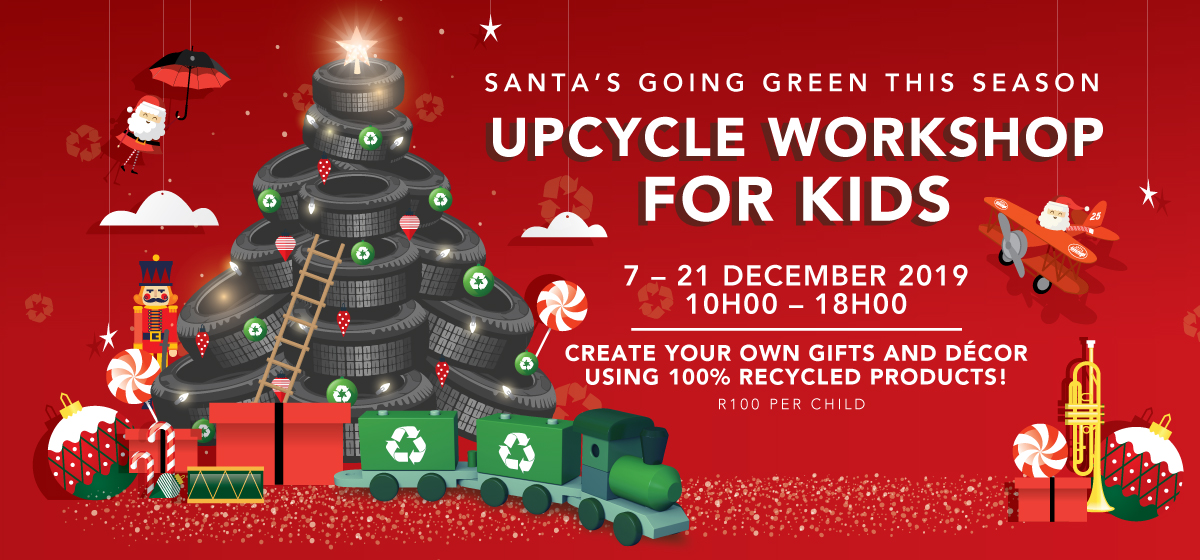 SANTA'S GOING GREEN THIS SEASON
UPCYCLE WORKSHOP
FOR KIDS
7 – 21 DECEMBER 2019
10H00 – 18H00
CREATE YOUR OWN GIFTS AND DÉCOR
USING 100% RECYCLED PRODUCTS!
R100 PER CHILD
25